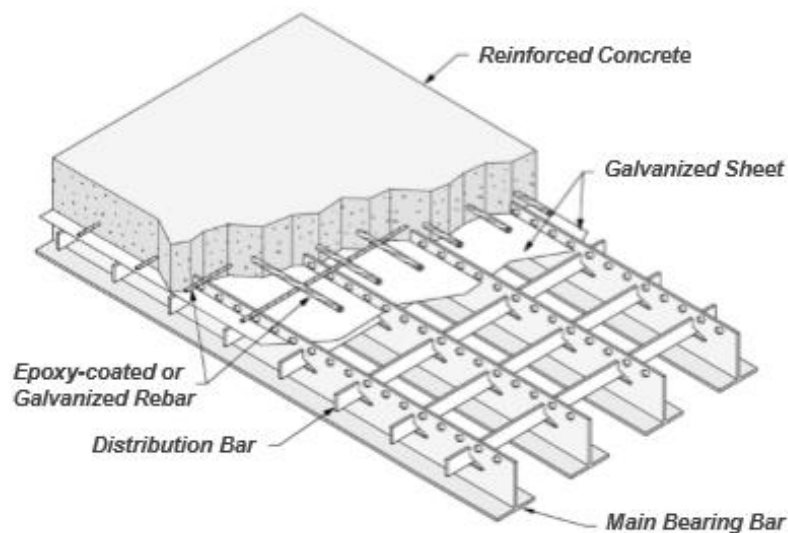 Reinforced Concrete
Galvanized Sheet
Epoxy-coated or
Galvanized Rebar
Distribution Bar
Main Bearing Bar